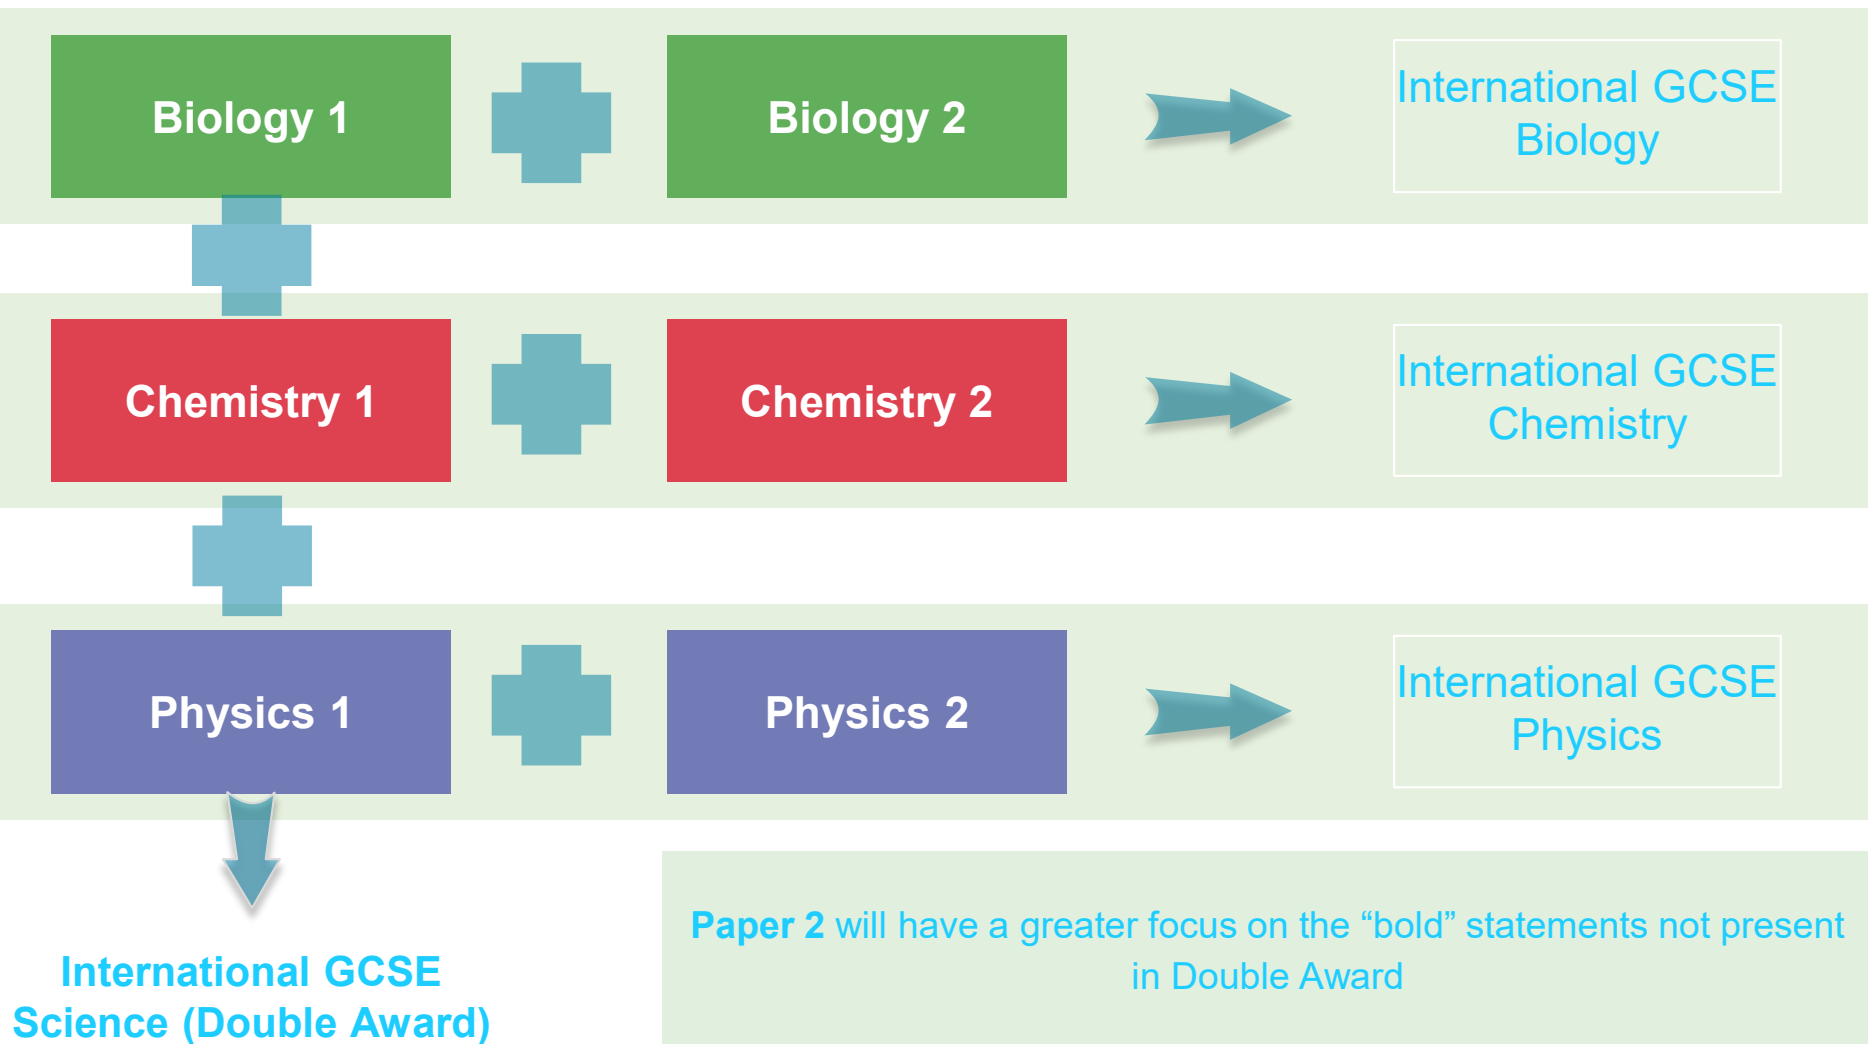 Biology 1
Biology 2
International GCSE
Biology
Chemistry 1
Chemistry 2
International GCSE
Chemistry
Physics 1
Physics 2
International GCSE
Physics
International GCSE
Science (Double Award)
Paper 2 will have a greater focus on the “bold” statements not present
in Double Award